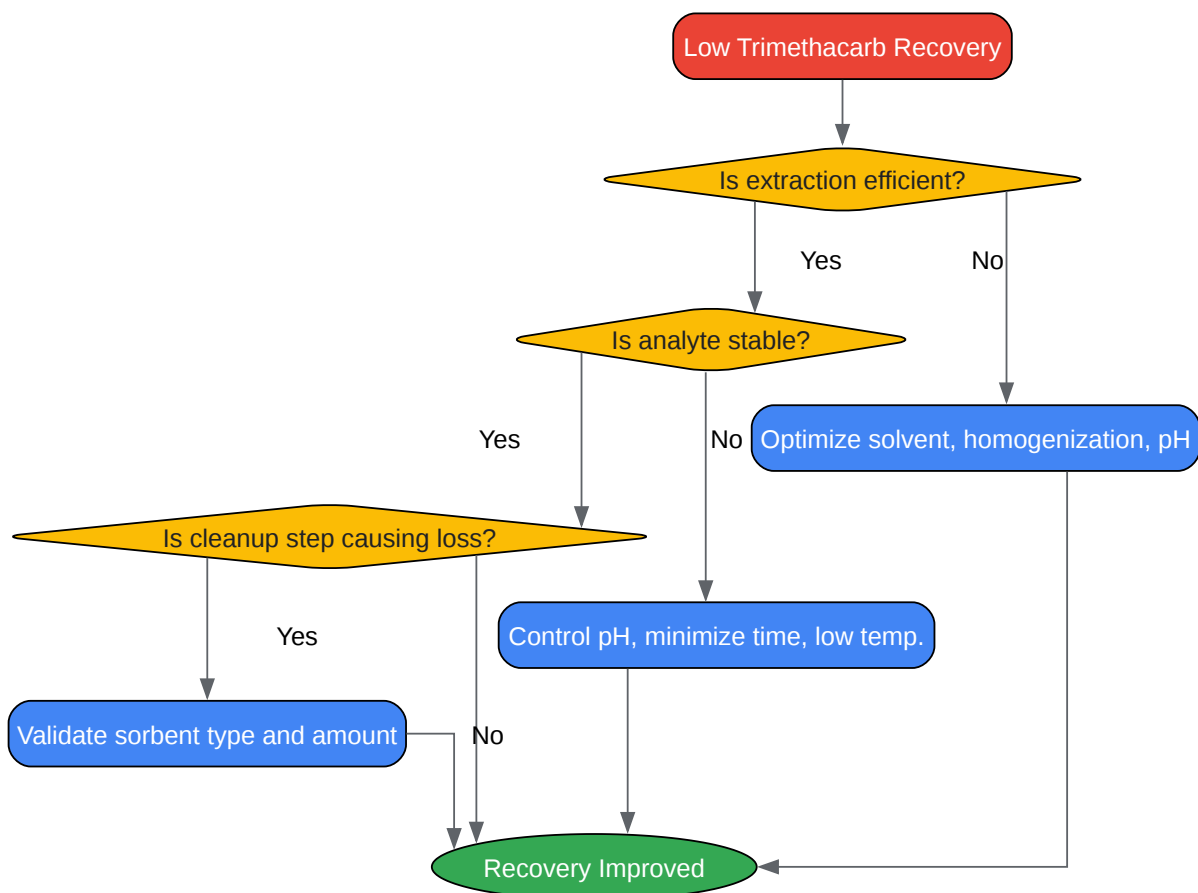 Low Trimethacarb Recovery
Is extraction efficient?
Yes
No
Is analyte stable?
Optimize solvent, homogenization, pH
Yes
No
Is cleanup step causing loss?
Control pH, minimize time, low temp.
Yes
Validate sorbent type and amount
No
Recovery Improved